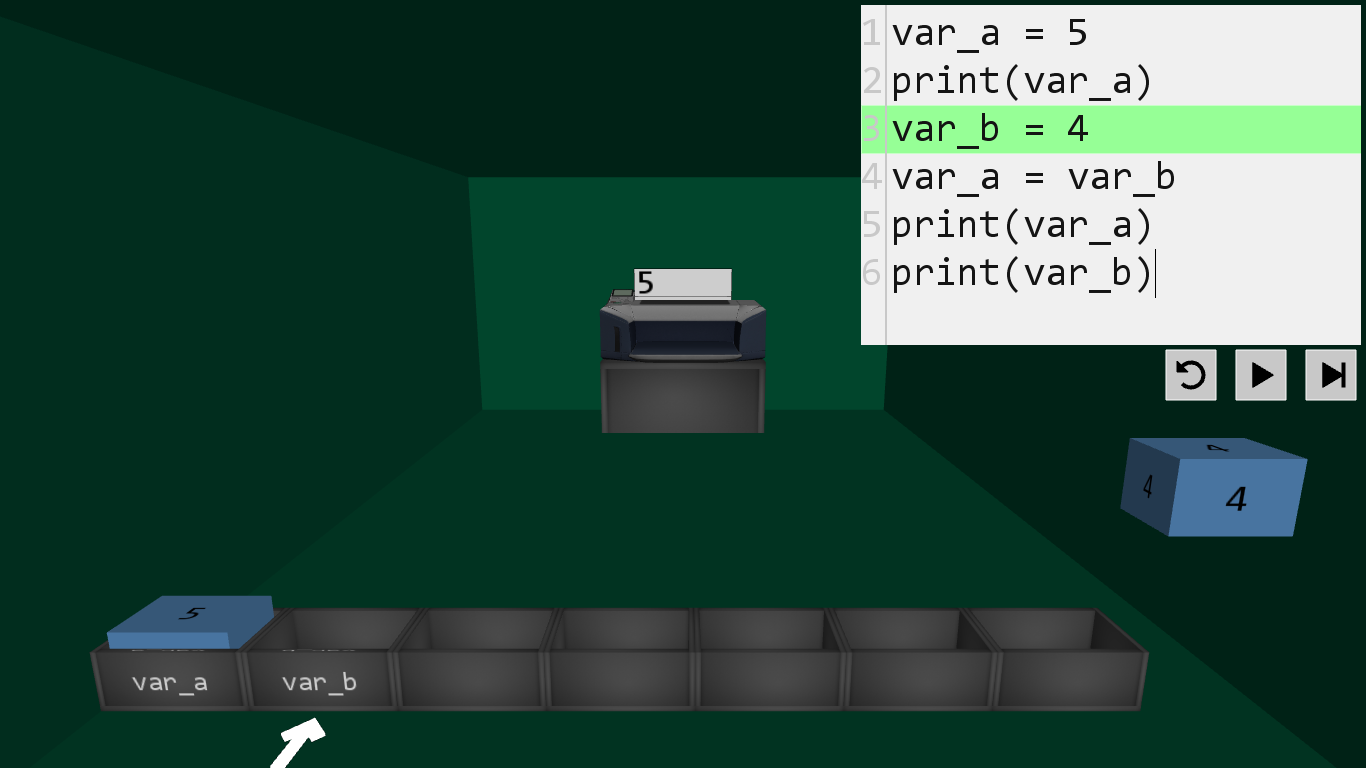 1 var_a = 5
2 print(var_a)
3 var_b = 4
4 var_a = var_b
5 print(var_a)
6 print(var_b)
5
4
4 4
5
var_a var_b